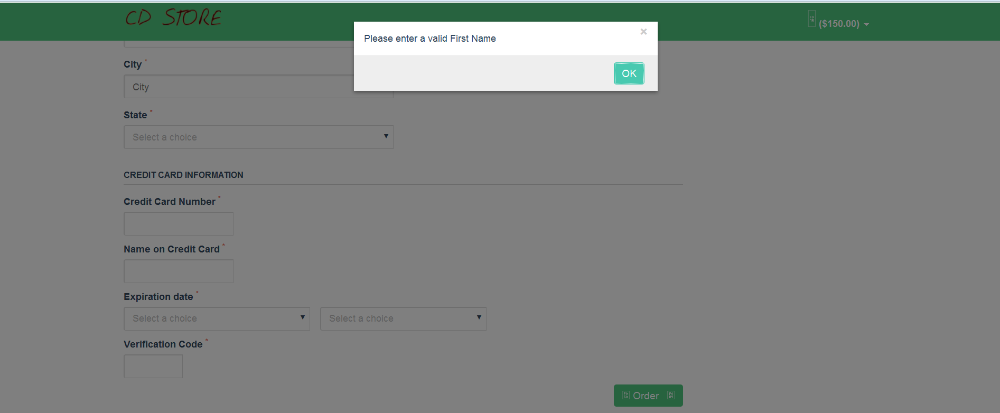 CD STORE
($150.00)
Please enter a valid First Name
×
OK
City *
City
State *
Select a choice
CREDIT CARD INFORMATION
Credit Card Number *
Name on Credit Card *
Expiration date *
Select a choice Select a choice
Verification Code *
Order